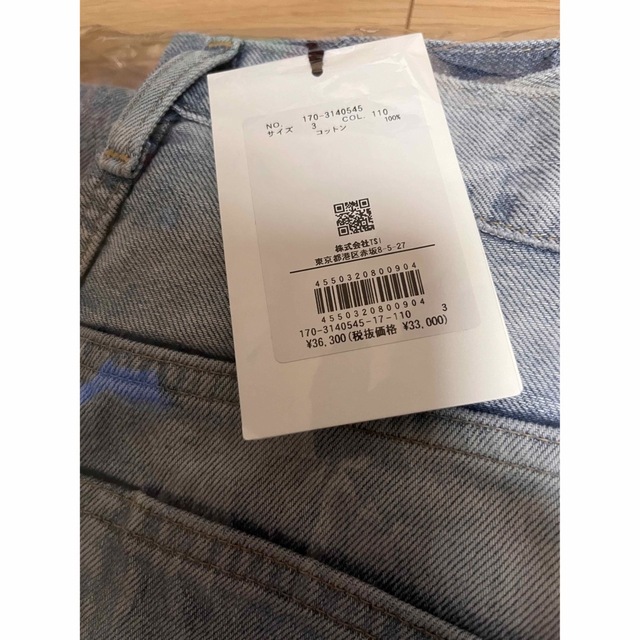 NO. 170-3140545 COL. 110
サイズ 3 コットン 100%
株式会社TSI
東京都港区赤坂8-5-27
4550320800904
4550320800904
170-3140545-17-110 3
¥36,300(税抜価格 ¥33,000)